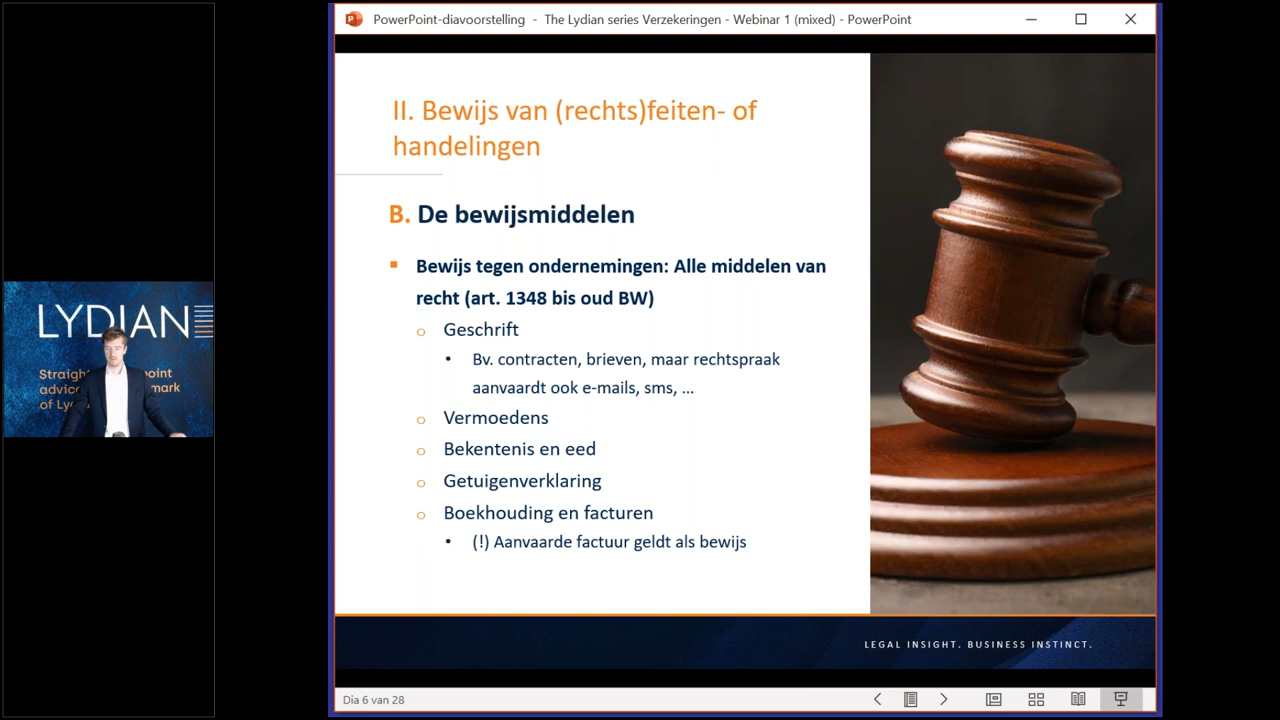 PowerPoint-diavoorstelling - The Lydian series Verzekeringen - Webinar 1 (mixed) - PowerPoint
II. Bewijs van (rechts)feiten- of
handelingen
B. De bewijsmiddelen
Bewijs tegen ondernemingen: Alle middelen van
recht (art. 1348 bis oud BW)
Geschrift
Bv. contracten, brieven, maar rechtspraak
aanvaardt ook e-mails, sms, ...
Vermoedens
Bekentenis en eed
Getuigenverklaring
Boekhouding en facturen
(!) Aanvaarde factuur geldt als bewijs
LEGAL INSIGHT. BUSINESS INSTINCT.
Dia 6 van 28
LYDIAN